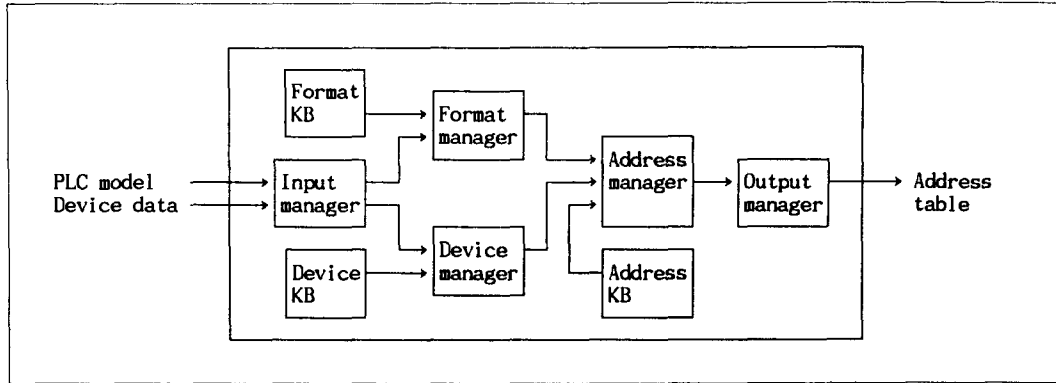 Format
KB
Format
manager
PLC model
Device data
Input
manager
Address
manager
Output
manager
Address
table
Device
KB
Device
manager
Address
KB